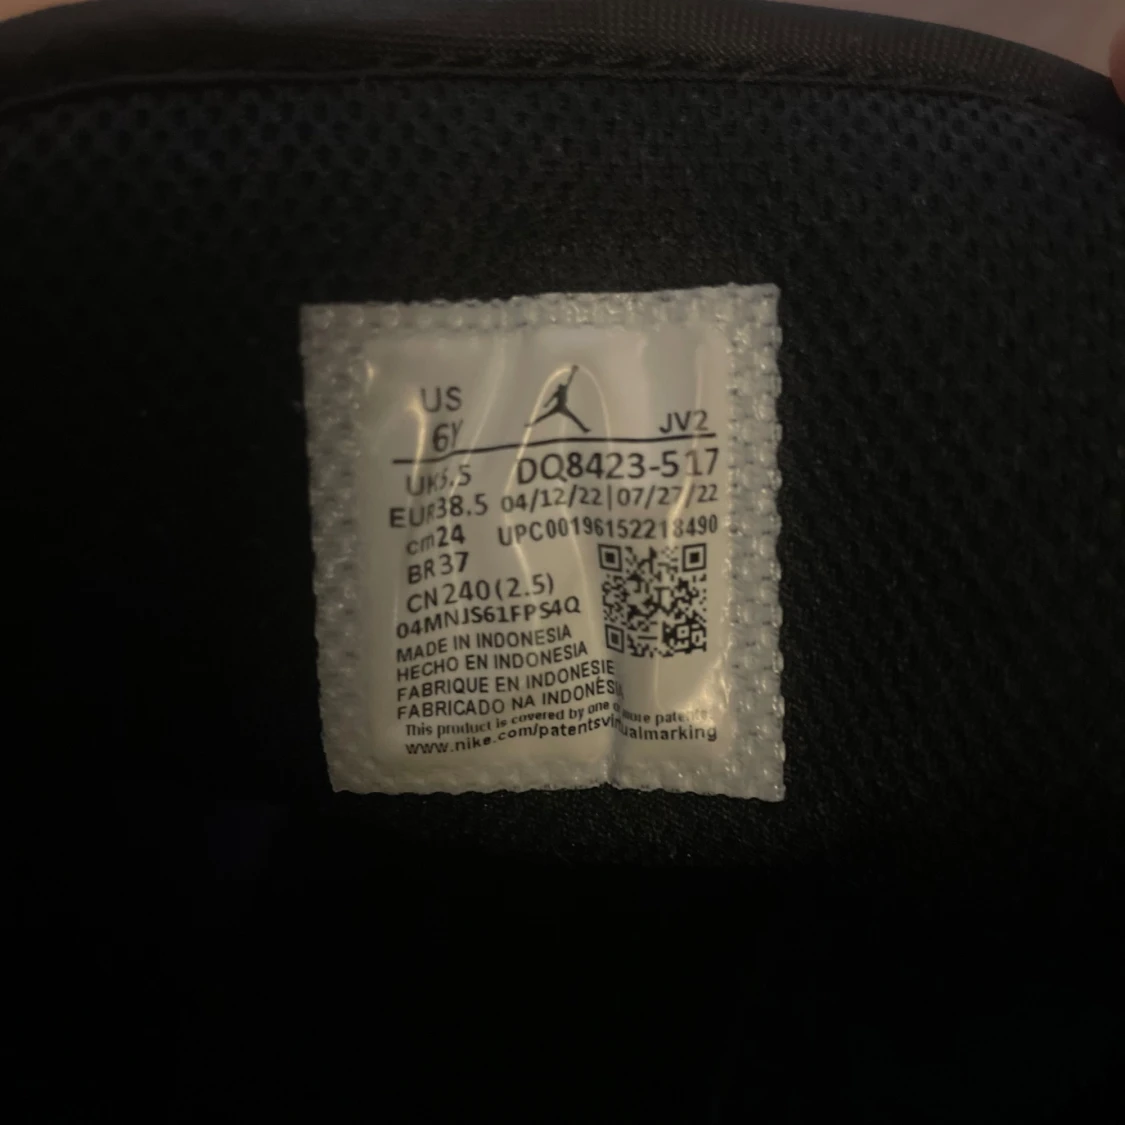 US
6Y
JV2
UK5.5
DQ8423-517
EUR38.5
04/12/22|07/27/22
cm24
UPC00196152218490
BR37
CN240(2.5)
04MNJS61FPS4Q
MADE IN INDONESIA
HECHO EN INDONESIA
FABRIQUE EN INDONESIE
FABRICADO NA INDONÉSIA
This product is covered by one or more patents.
www.nike.com/patentsvirtualmarking